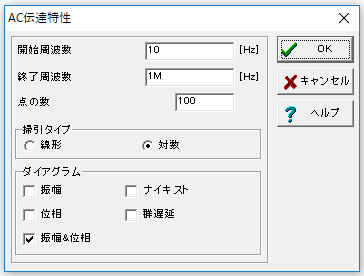 AC伝達特性
開始周波数 10 [Hz]
終了周波数 1M [Hz]
点の数 100
掃引タイプ
線形 対数
ダイアグラム
振幅 ナイキスト
位相 群遅延
振幅&位相
OK
キャンセル
ヘルプ